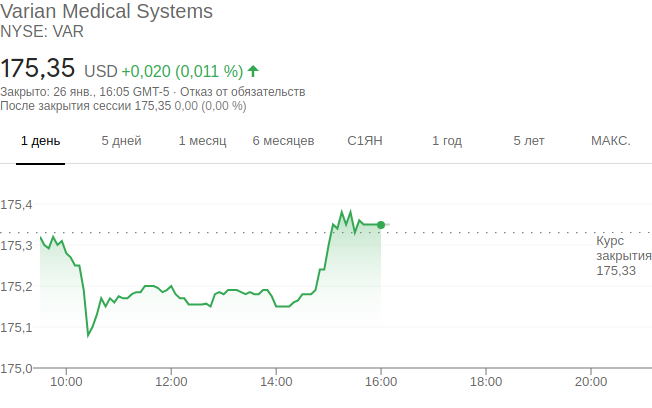 Varian Medical Systems
NYSE: VAR
175,35 USD +0,020 (0,011 %)
Закрыто: 26 янв., 16:05 GMT-5 · Отказ от обязательств
После закрытия сессии 175,35 0,00 (0,00 %)
1 день 5 дней 1 месяц 6 месяцев С1ЯН 1 год 5 лет МАКС.
175,4
175,3
175,2
175,1
175,0
Курс
закрытия
175,33
10:00 12:00 14:00 16:00 18:00 20:00